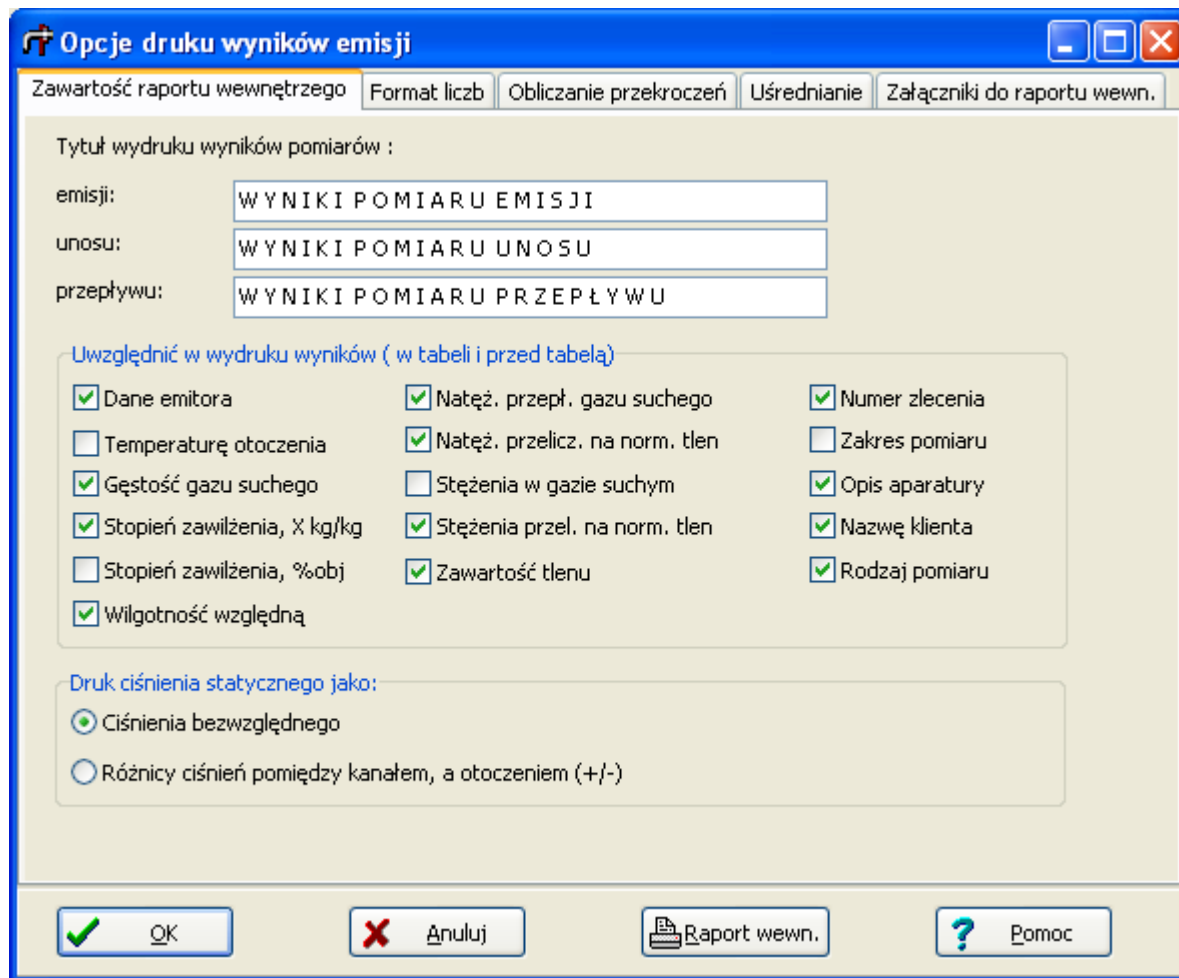 Opcje druku wyników emisji
Zawartość raportu wewnętrzego Format liczb Obliczanie przekroczeń Uśrednianie Załączniki do raportu wewn.
Tytuł wydruku wyników pomiarów :
emisji: W Y N I K I P O M I A R U E M I S J I
unosu: W Y N I K I P O M I A R U U N O S U
przepływu: W Y N I K I P O M I A R U P R Z E P Ł Y W U
Uwzględnić w wydruku wyników ( w tabeli i przed tabelą)
Dane emitora Natęż. przepł. gazu suchego Numer zlecenia
Temperaturę otoczenia Natęż. przelicz. na norm. tlen Zakres pomiaru
Gęstość gazu suchego Stężenia w gazie suchym Opis aparatury
Stopień zawilżenia, X kg/kg Stężenia przel. na norm. tlen Nazwę klienta
Stopień zawilżenia, %obj Zawartość tlenu Rodzaj pomiaru
Wilgotność względną
Druk ciśnienia statycznego jako:
Ciśnienia bezwzględnego
Różnicy ciśnień pomiędzy kanałem, a otoczeniem (+/-)
OK Anuluj Raport wewn. Pomoc